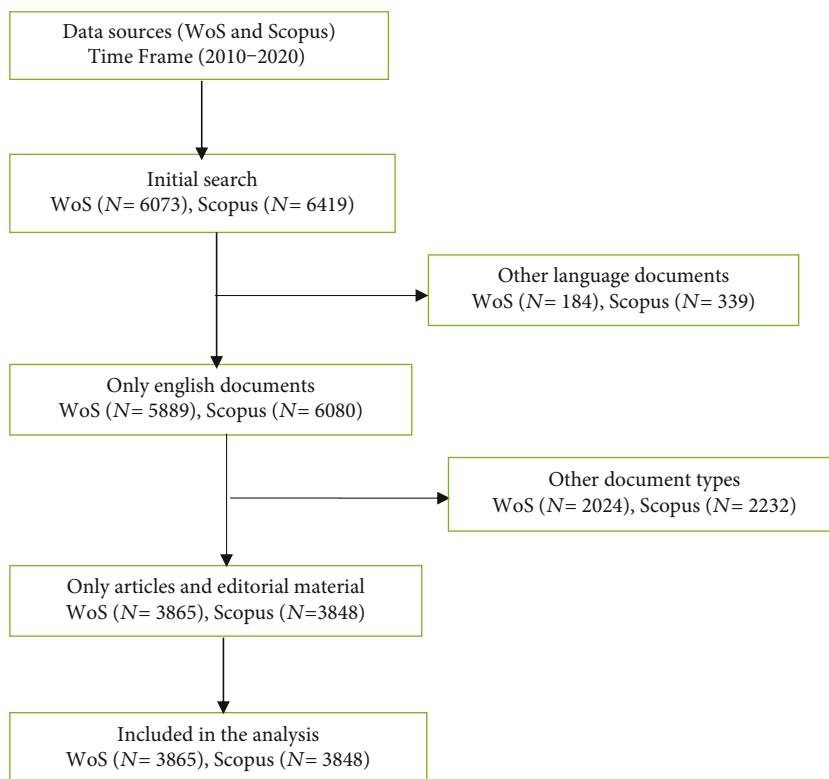 Data sources (WoS and Scopus)
Time Frame (2010–2020)
Initial search
WoS (N= 6073), Scopus (N= 6419)
Other language documents
WoS (N= 184), Scopus (N= 339)
Only english documents
WoS (N= 5889), Scopus (N= 6080)
Other document types
WoS (N= 2024), Scopus (N= 2232)
Only articles and editorial material
WoS (N= 3865), Scopus (N=3848)
Included in the analysis
WoS (N= 3865), Scopus (N= 3848)